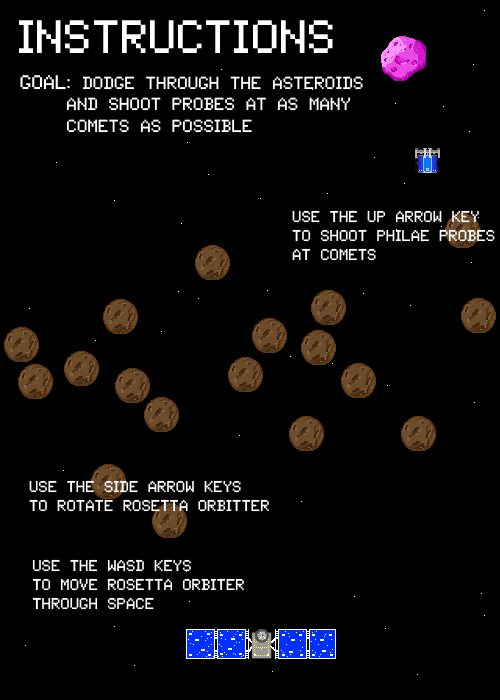 INSTRUCTIONS
GOAL: DODGE THROUGH THE ASTEROIDS
AND SHOOT PROBES AT AS MANY
COMETS AS POSSIBLE
USE THE UP ARROW KEY
TO SHOOT PHILAE PROBES
AT COMETS
USE THE SIDE ARROW KEYS
TO ROTATE ROSETTA ORBITTER
USE THE WASD KEYS
TO MOVE ROSETTA ORBITER
THROUGH SPACE